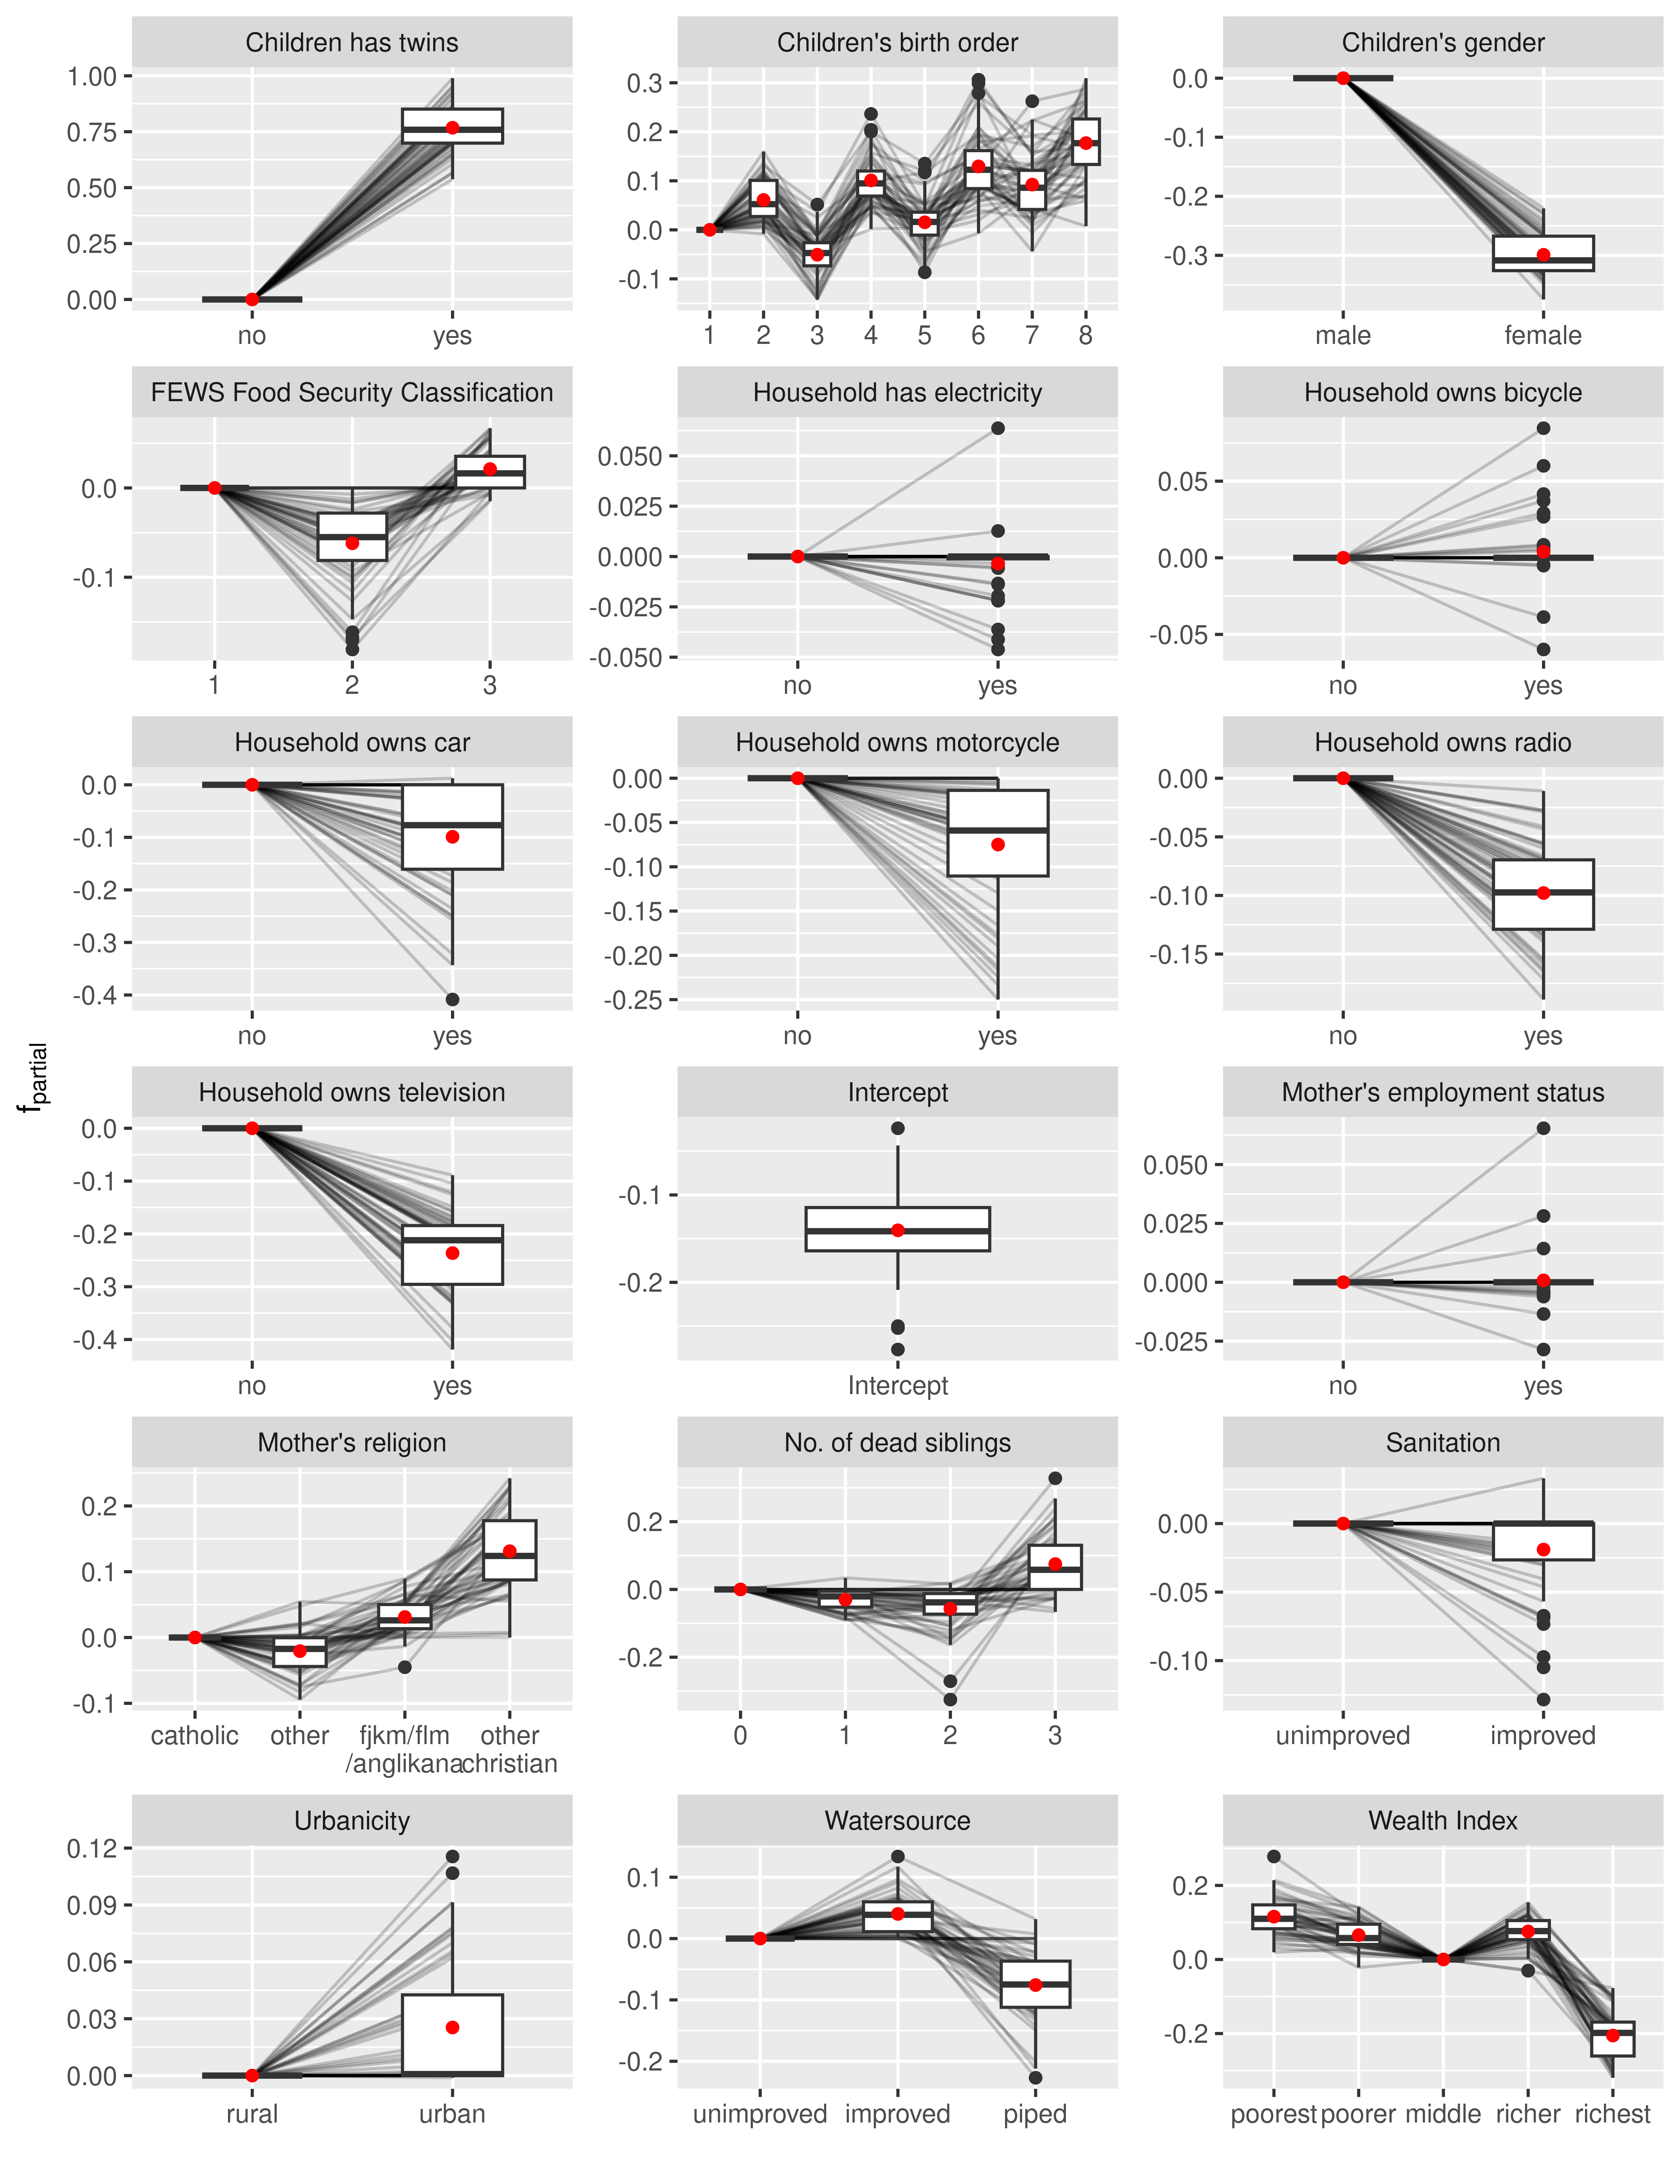 Children has twins
1.00
0.75
0.50
0.25
0.00
no yes
Children's birth order
0.3
0.2
0.1
0.0
-0.1
1 2 3 4 5 6 7 8
Children's gender
0.0
-0.1
-0.2
-0.3
male female
FEWS Food Security Classification
0.0
-0.1
1 2 3
Household has electricity
0.050
0.025
0.000
-0.025
-0.050
no yes
Household owns bicycle
0.05
0.00
-0.05
no yes
Household owns car
0.0
-0.1
-0.2
-0.3
-0.4
no yes
Household owns motorcycle
0.00
-0.05
-0.10
-0.15
-0.20
-0.25
no yes
Household owns radio
0.00
-0.05
-0.10
-0.15
no yes
fpartial
Household owns television
0.0
-0.1
-0.2
-0.3
-0.4
no yes
Intercept
-0.1
-0.2
Intercept
Mother's employment status
0.050
0.025
0.000
-0.025
no yes
Mother's religion
0.2
0.1
0.0
-0.1
catholic other fjkm/flm other
/anglikana christian
No. of dead siblings
0.2
0.0
-0.2
0 1 2 3
Sanitation
0.00
-0.05
-0.10
unimproved improved
Urbanicity
0.12
0.09
0.06
0.03
0.00
rural urban
Watersource
0.1
0.0
-0.1
-0.2
unimproved improved piped
Wealth Index
0.2
0.0
-0.2
poorest poorer middle richer richest